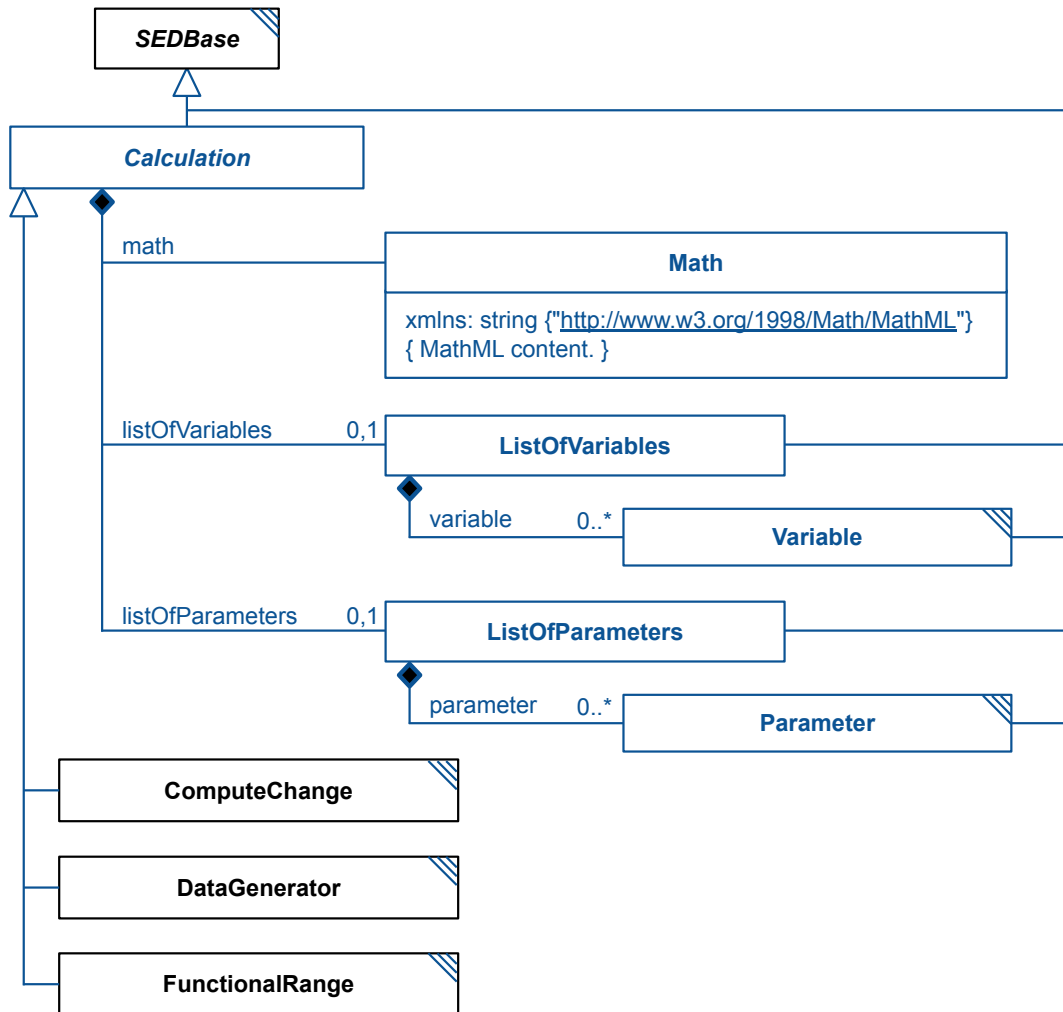 SEDBase
Calculation
math
Math
xmlns: string {"http://www.w3.org/1998/Math/MathML"}
{ MathML content. }
listOfVariables 0,1
ListOfVariables
variable 0..*
Variable
listOfParameters 0,1
ListOfParameters
parameter 0..*
Parameter
ComputeChange
DataGenerator
FunctionalRange